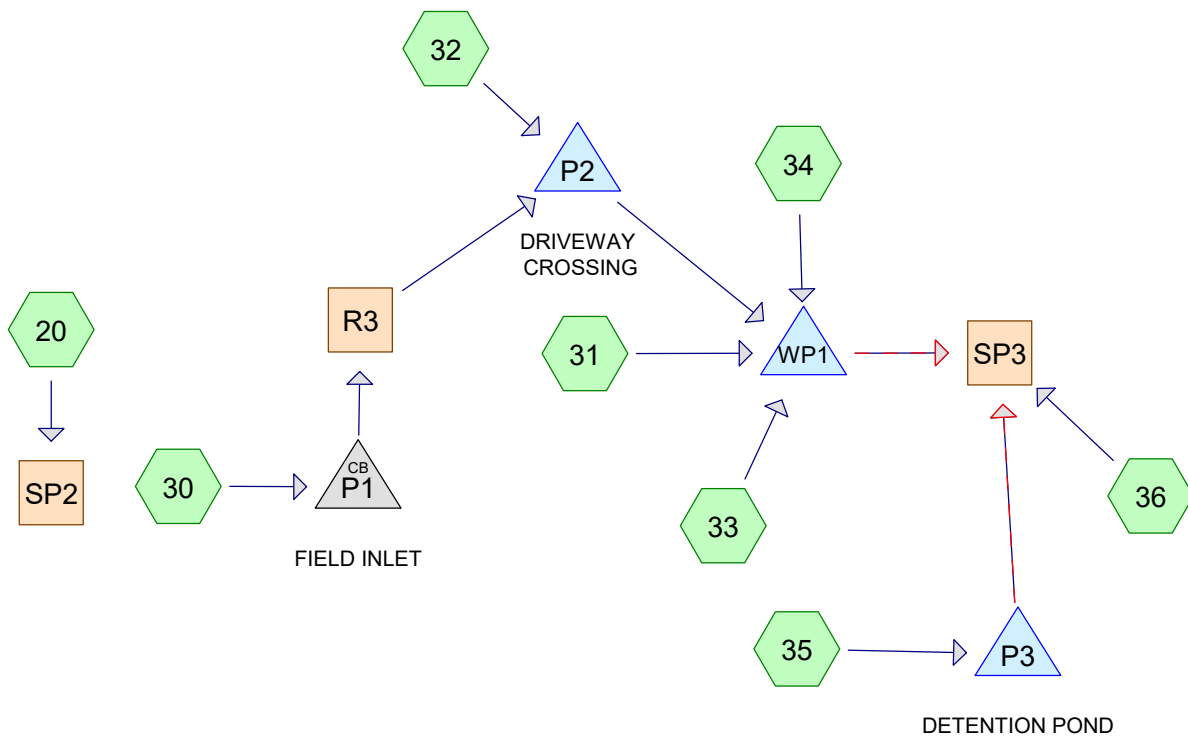 32
34
P2
DRIVEWAY
CROSSING
20
R3
31
WP1
SP3
SP2
30
CB
P1
33
36
FIELD INLET
35
P3
DETENTION POND